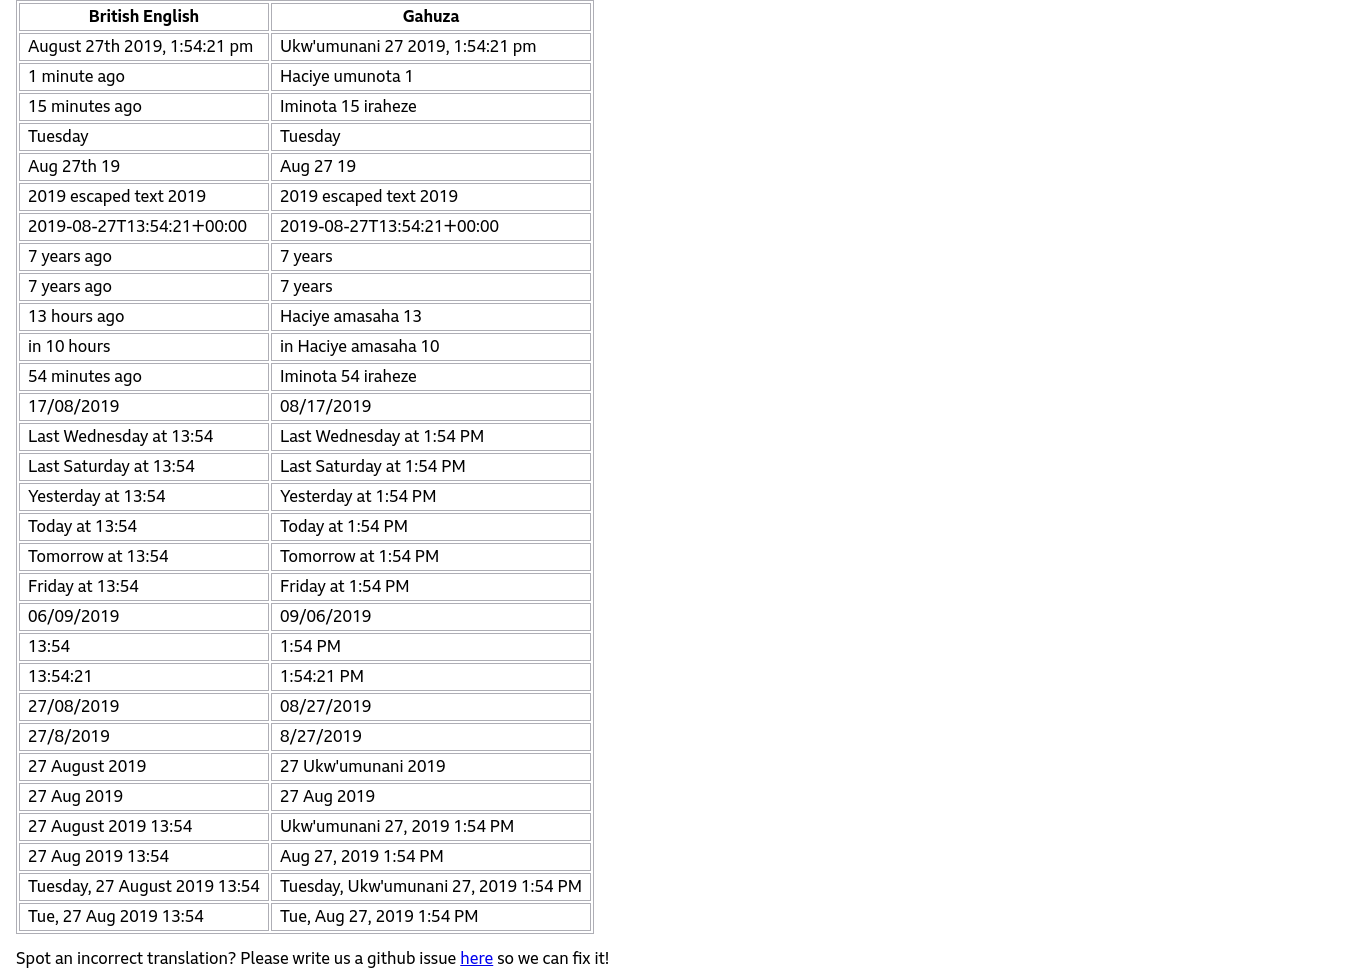 British English Gahuza
August 27th 2019, 1:54:21 pm Ukw'umunani 27 2019, 1:54:21 pm
1 minute ago Haciye umunota 1
15 minutes ago Iminota 15 iraheze
Tuesday Tuesday
Aug 27th 19 Aug 27 19
2019 escaped text 2019 2019 escaped text 2019
2019-08-27T13:54:21+00:00 2019-08-27T13:54:21+00:00
7 years ago 7 years
7 years ago 7 years
13 hours ago Haciye amasaha 13
in 10 hours in Haciye amasaha 10
54 minutes ago Iminota 54 iraheze
17/08/2019 08/17/2019
Last Wednesday at 13:54 Last Wednesday at 1:54 PM
Last Saturday at 13:54 Last Saturday at 1:54 PM
Yesterday at 13:54 Yesterday at 1:54 PM
Today at 13:54 Today at 1:54 PM
Tomorrow at 13:54 Tomorrow at 1:54 PM
Friday at 13:54 Friday at 1:54 PM
06/09/2019 09/06/2019
13:54 1:54 PM
13:54:21 1:54:21 PM
27/08/2019 08/27/2019
27/8/2019 8/27/2019
27 August 2019 27 Ukw'umunani 2019
27 Aug 2019 27 Aug 2019
27 August 2019 13:54 Ukw'umunani 27, 2019 1:54 PM
27 Aug 2019 13:54 Aug 27, 2019 1:54 PM
Tuesday, 27 August 2019 13:54 Tuesday, Ukw'umunani 27, 2019 1:54 PM
Tue, 27 Aug 2019 13:54 Tue, Aug 27, 2019 1:54 PM
Spot an incorrect translation? Please write us a github issue here so we can fix it!